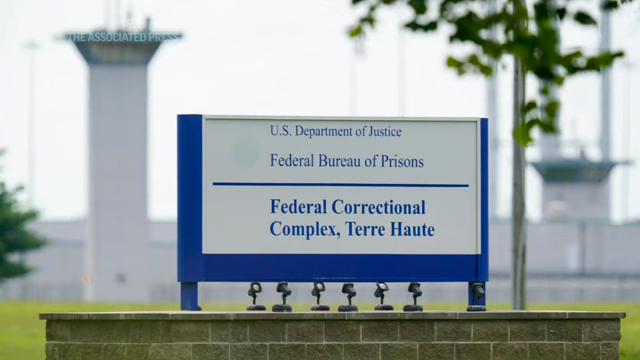 THE ASSOCIATED PRESS
U.S. Department of Justice
Federal Bureau of Prisons
Federal Correctional
Complex, Terre Haute